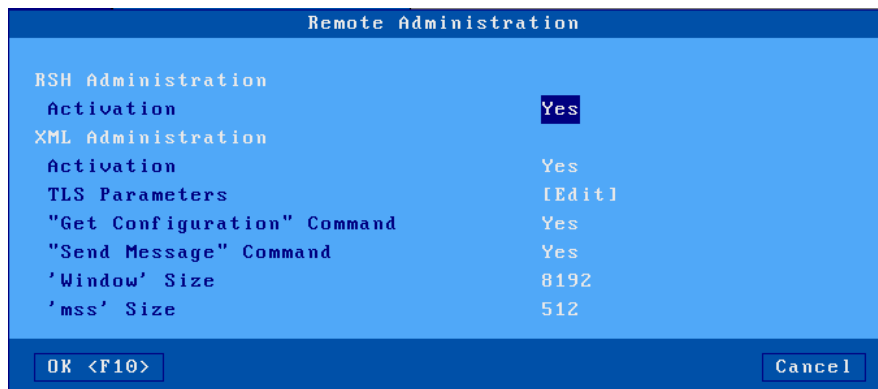 Remote Administration
RSH Administration
Activation Yes
XML Administration
Activation Yes
TLS Parameters [Edit]
"Get Configuration" Command Yes
"Send Message" Command Yes
'Window' Size 8192
'mss' Size 512
OK <F10> Cancel